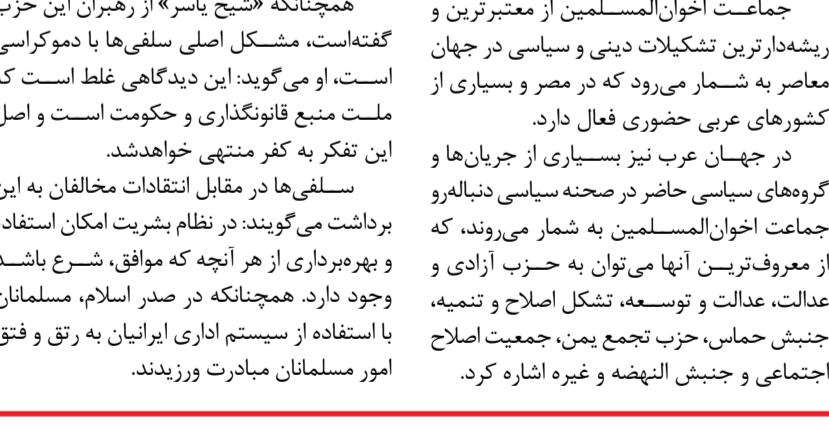 جماعت اخوان‌المسلمین از معتبرترین و
ریشه‌دارترین تشکیلات دینی و سیاسی در جهان
معاصر به شمار می‌رود که در مصر و بسیاری از
کشورهای عربی حضوری فعال دارد.
در جهان عرب نیز بسیاری از جریان‌ها و
گروه‌های سیاسی حاضر در صحنه سیاسی دنباله‌رو
جماعت اخوان‌المسلمین به شمار می‌روند، که
از معروف‌ترین آنها می‌توان به حزب آزادی و
عدالت، عدالت و توسعه، تشکل اصلاح و تنمیه،
جنبش حماس، حزب تجمع یمن، جمعیت اصلاح
اجتماعی و جنبش النهضه و غیره اشاره کرد.
همچنانکه «شیخ یاسر» از رهبران این حزب
گفته‌است، مشکل اصلی سلفی‌ها با دموکراسی
است، او می‌گوید: این دیدگاهی غلط است که
ملت منبع قانونگذاری و حکومت است و اصل
این تفکر به کفر منتهی خواهدشد.
سلفی‌ها در مقابل انتقادات مخالفان به این
برداشت می‌گویند: در نظام بشریت امکان استفاده
و بهره‌برداری از هر آنچه که موافق، شرع باشد
وجود دارد. همچنانکه در صدر اسلام، مسلمانان
با استفاده از سیستم اداری ایرانیان به رتق و فتق
امور مسلمانان مبادرت ورزیدند.